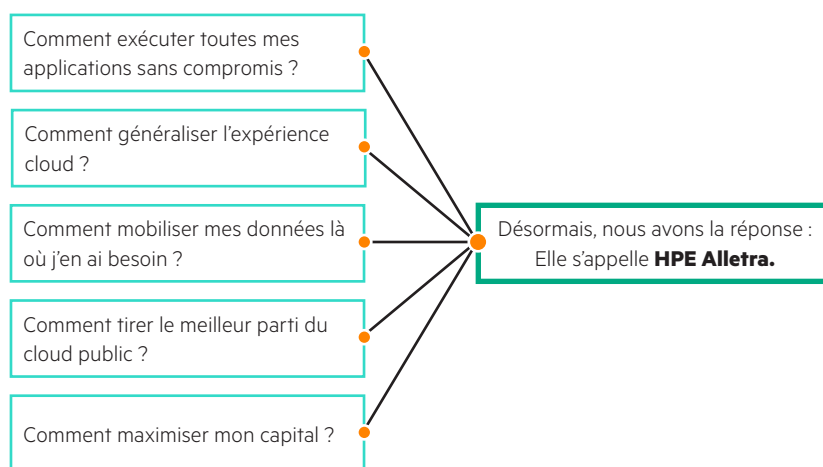 Comment exécuter toutes mes
applications sans compromis ?
Comment généraliser l’expérience
cloud ?
Comment mobiliser mes données là
où j’en ai besoin ?
Comment tirer le meilleur parti du
cloud public ?
Comment maximiser mon capital ?
Désormais, nous avons la réponse :
Elle s’appelle HPE Alletra.